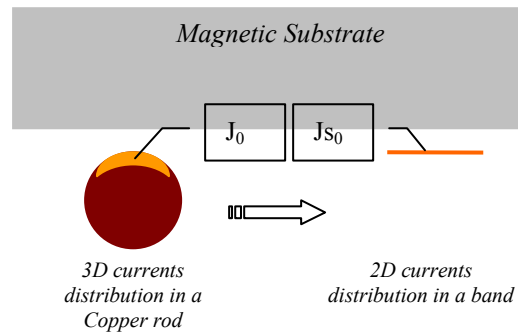 Magnetic Substrate
J₀
Js₀
3D currents
distribution in a
Copper rod
2D currents
distribution in a band